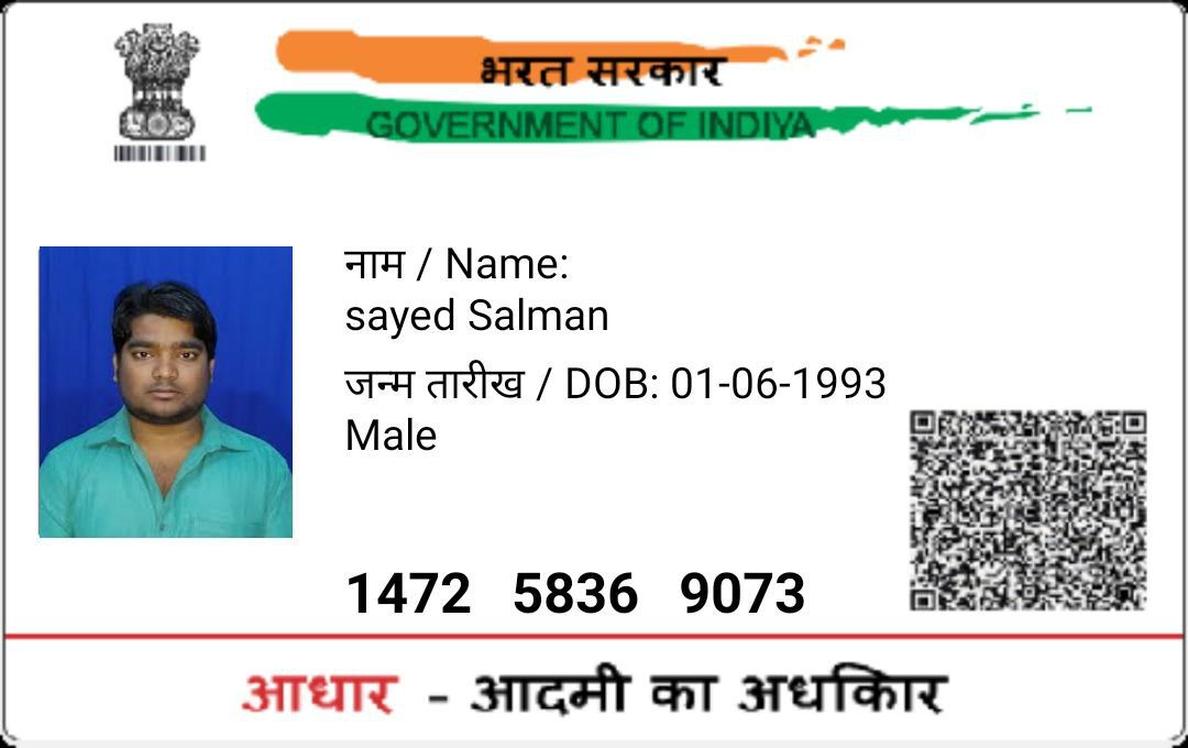 भरत सरकार
GOVERNMENT OF INDIYA
नाम / Name:
sayed Salman
जन्म तारीख / DOB: 01-06-1993
Male
1472 5836 9073
आधार - आदमी का अधकिार